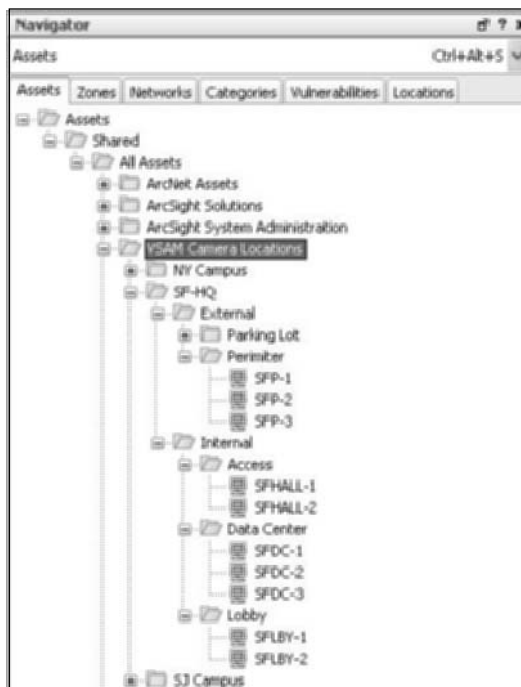 Navigator
Assets Ctrl+Alt+S
Assets Zones Networks Categories Vulnerabilities Locations
Assets
Shared
All Assets
ArcNet Assets
ArcSight Solutions
ArcSight System Administration
VSAM Camera Locations
NY Campus
SF-HQ
External
Parking Lot
Perimiter
SFP-1
SFP-2
SFP-3
Internal
Access
SFHALL-1
SFHALL-2
Data Center
SFDC-1
SFDC-2
SFDC-3
Lobby
SFLBY-1
SFLBY-2
SJ Campus